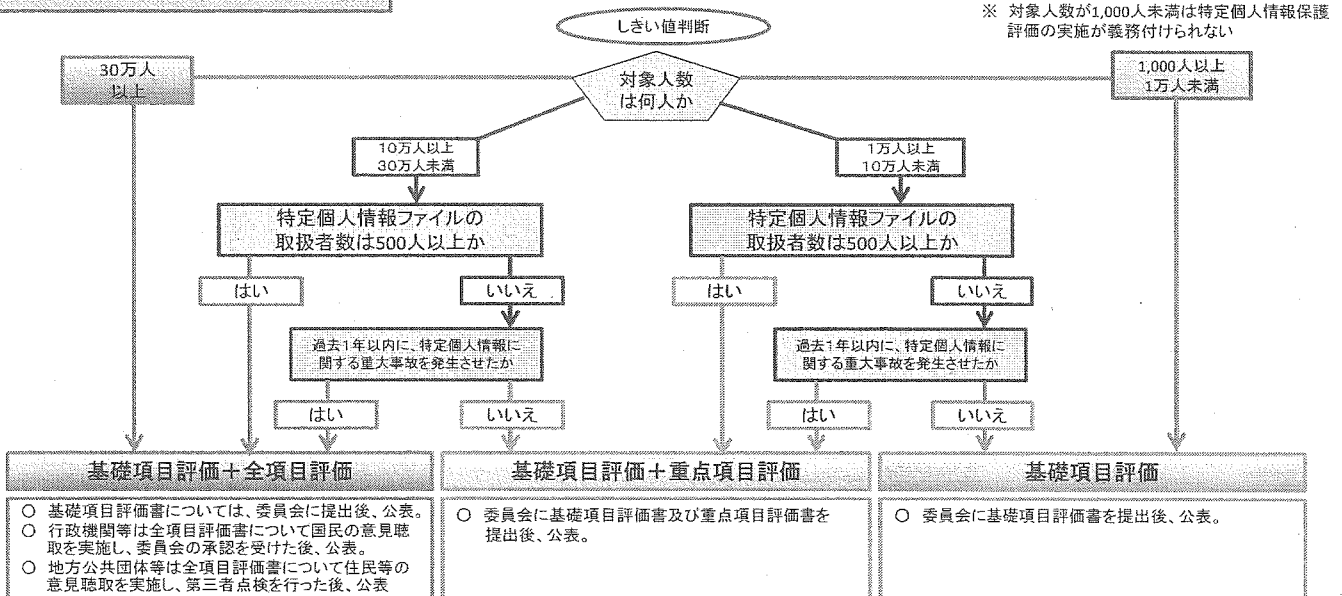 しきい値判断
※ 対象人数が1,000人未満は特定個人情報保護
評価の実施が義務付けられない
30万人
以上
対象人数
は何人か
1,000人以上
1万人未満
10万人以上
30万人未満
1万人以上
10万人未満
特定個人情報ファイルの
取扱者数は500人以上か
特定個人情報ファイルの
取扱者数は500人以上か
はい
いいえ
はい
いいえ
過去1年以内に、特定個人情報に
関する重大事故を発生させたか
過去1年以内に、特定個人情報に
関する重大事故を発生させたか
はい
いいえ
はい
いいえ
基礎項目評価+全項目評価
基礎項目評価+重点項目評価
基礎項目評価
○ 基礎項目評価書については、委員会に提出後、公表。
○ 行政機関等は全項目評価書について国民の意見聴
取を実施し、委員会の承認を受けた後、公表。
○ 地方公共団体等は全項目評価書について住民等の
意見聴取を実施し、第三者点検を行った後、公表
○ 委員会に基礎項目評価書及び重点項目評価書を
提出後、公表。
○ 委員会に基礎項目評価書を提出後、公表。